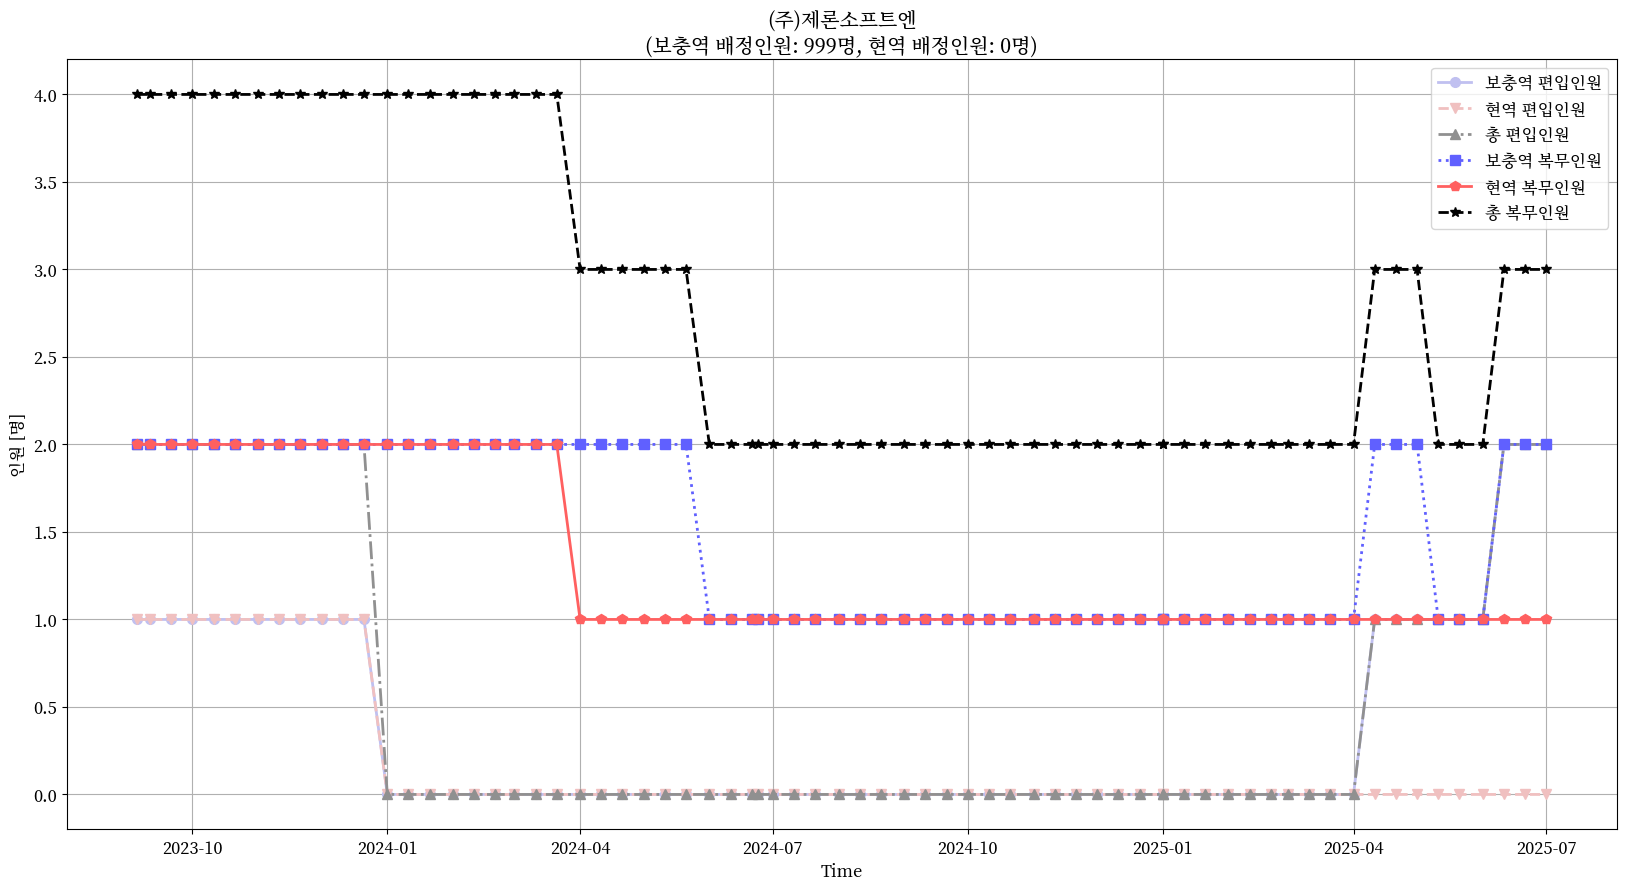 (주)제론소프트엔
(보충역 배정인원: 999명, 현역 배정인원: 0명)
보충역 편입인원
현역 편입인원
총 편입인원
보충역 복무인원
현역 복무인원
총 복무인원
4.0
3.5
3.0
2.5
2.0
1.5
1.0
0.5
0.0
인원 [명]
2023-10
2024-01
2024-04
2024-07
2024-10
2025-01
2025-04
2025-07
Time